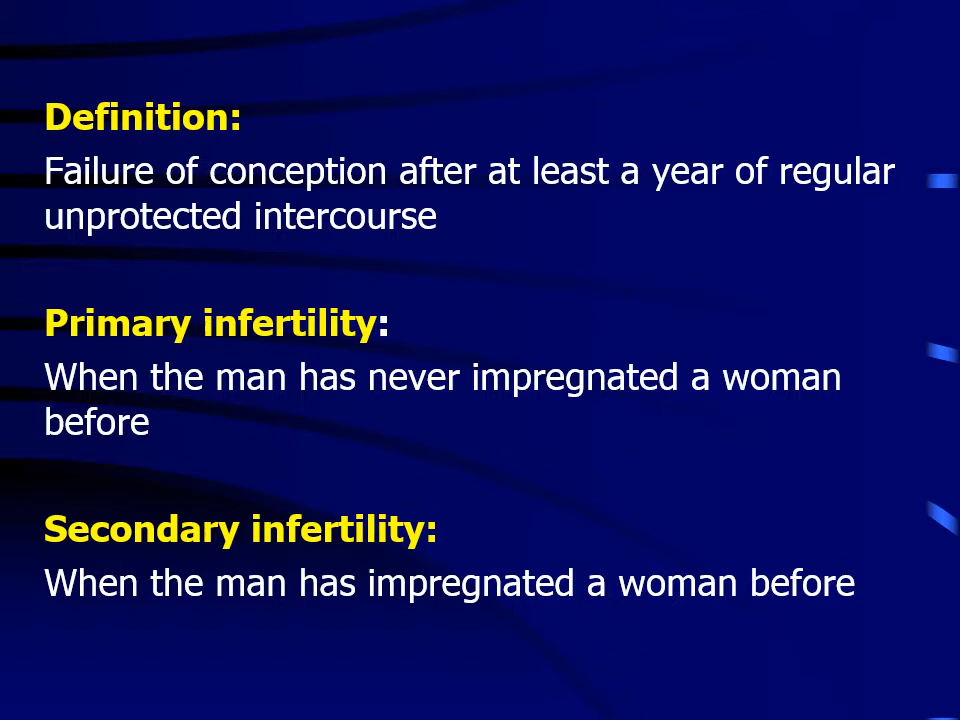 Definition:
Failure of conception after at least a year of regular
unprotected intercourse
Primary infertility:
When the man has never impregnated a woman
before
Secondary infertility:
When the man has impregnated a woman before